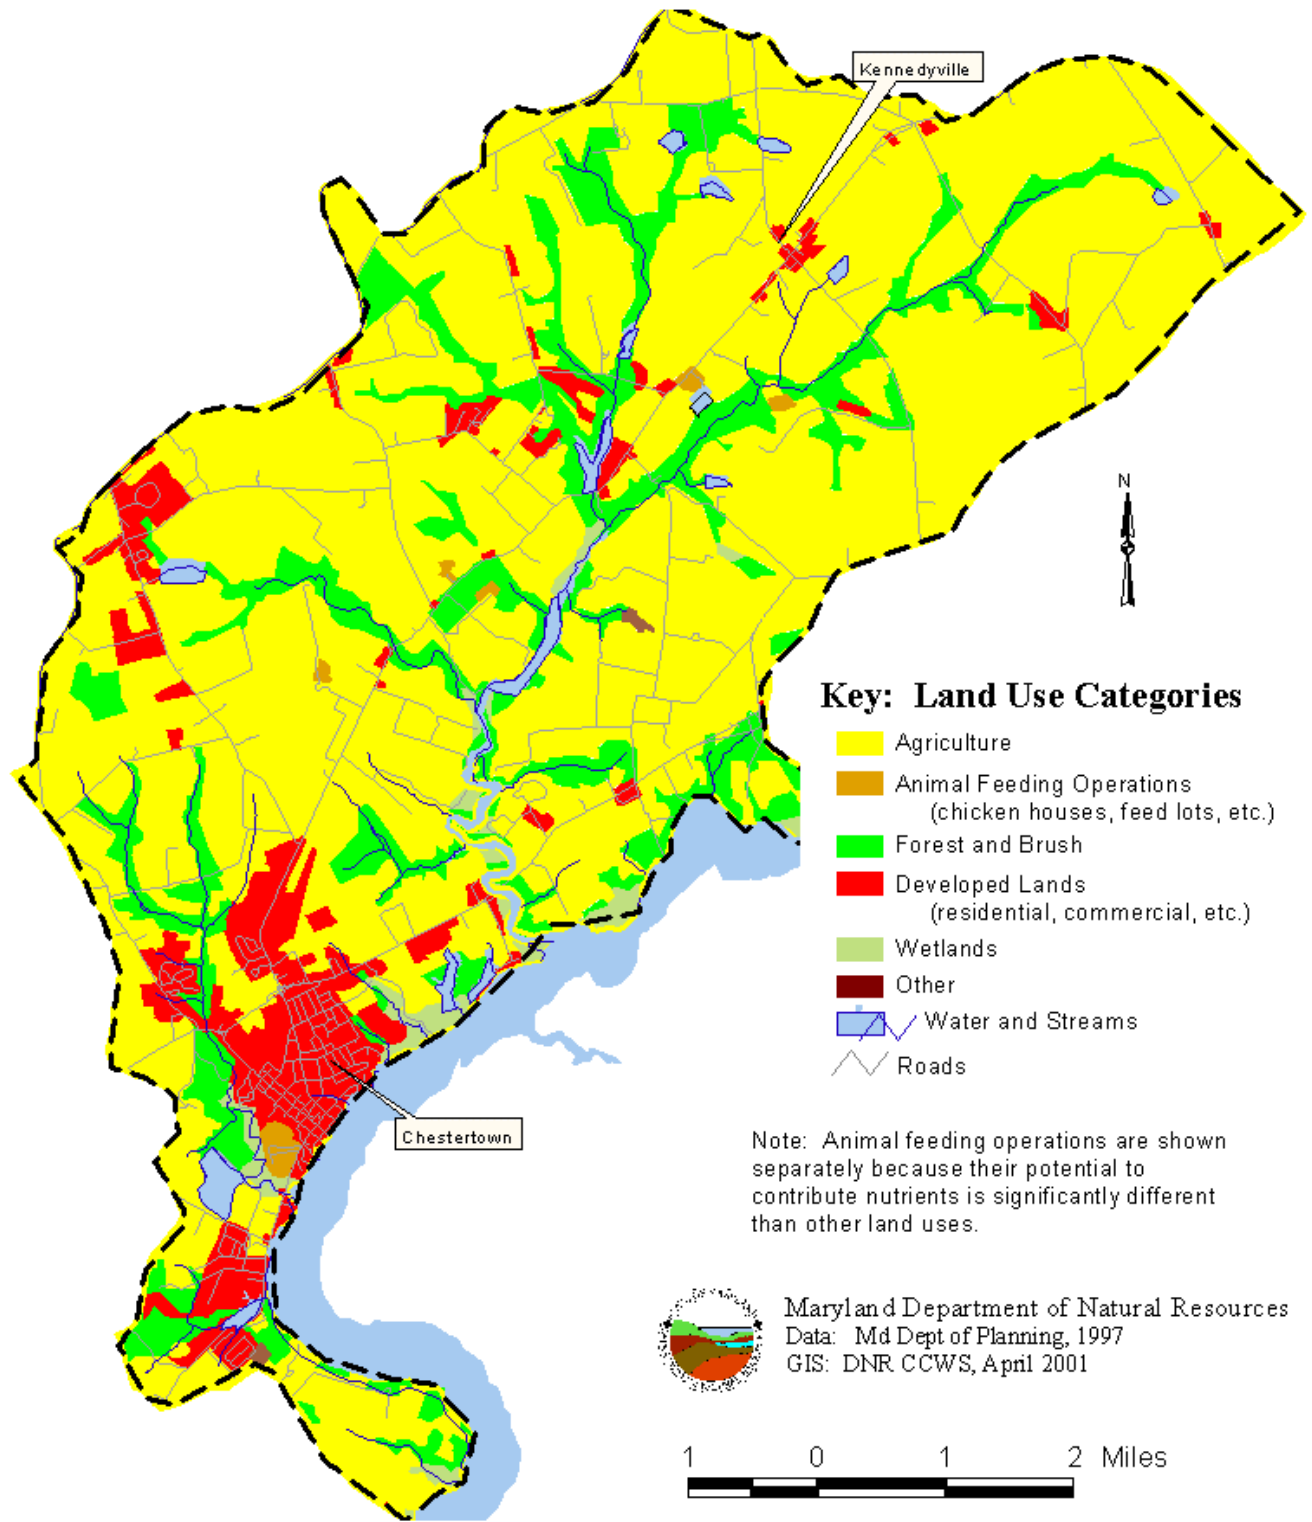 Kennedyville
N
Key: Land Use Categories
Agriculture
Animal Feeding Operations
(chicken houses, feed lots, etc.)
Forest and Brush
Developed Lands
(residential, commercial, etc.)
Wetlands
Other
Water and Streams
Roads
Chestertown
Note: Animal feeding operations are shown
separately because their potential to
contribute nutrients is significantly different
than other land uses.
Maryland Department of Natural Resources
Data: Md Dept of Planning, 1997
GIS: DNR CCWS, April 2001
1 0 1 2 Miles